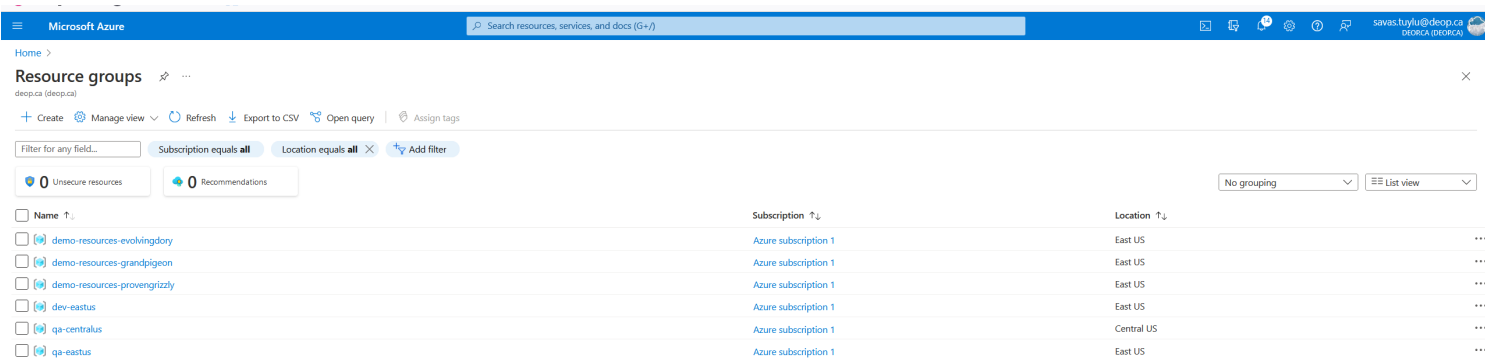 Microsoft Azure
Search resources, services, and docs (G+/)
14
savas.tuylu@deop.ca
DEORCA (DEORCA)
Home >
Resource groups
deop.ca (deop.ca)
Create Manage view Refresh Export to CSV Open query Assign tags
Filter for any field... Subscription equals all Location equals all Add filter
0 Unsecure resources 0 Recommendations No grouping List view
Name Subscription Location
demo-resources-evolvingdory Azure subscription 1 East US
demo-resources-grandpigeon Azure subscription 1 East US
demo-resources-provengrizzly Azure subscription 1 East US
dev-eastus Azure subscription 1 East US
qa-centralus Azure subscription 1 Central US
qa-eastus Azure subscription 1 East US